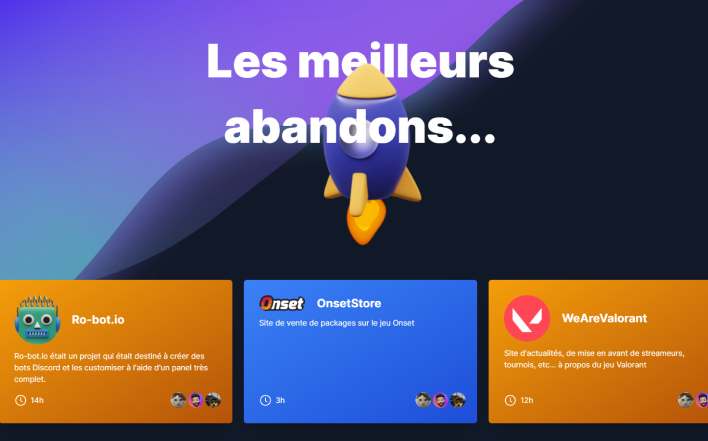 Les meilleurs
abandons...
Ro-bot.io
Ro-bot.io était un projet qui était destiné à créer des
bots Discord et les customiser à l'aide d'un panel très
complet.
14h
Onset
OnsetStore
Site de vente de packages sur le jeu Onset
3h
WeAreValorant
Site d'actualités, de mise en avant de streameurs,
tournois, etc... à propos du jeu Valorant
12h